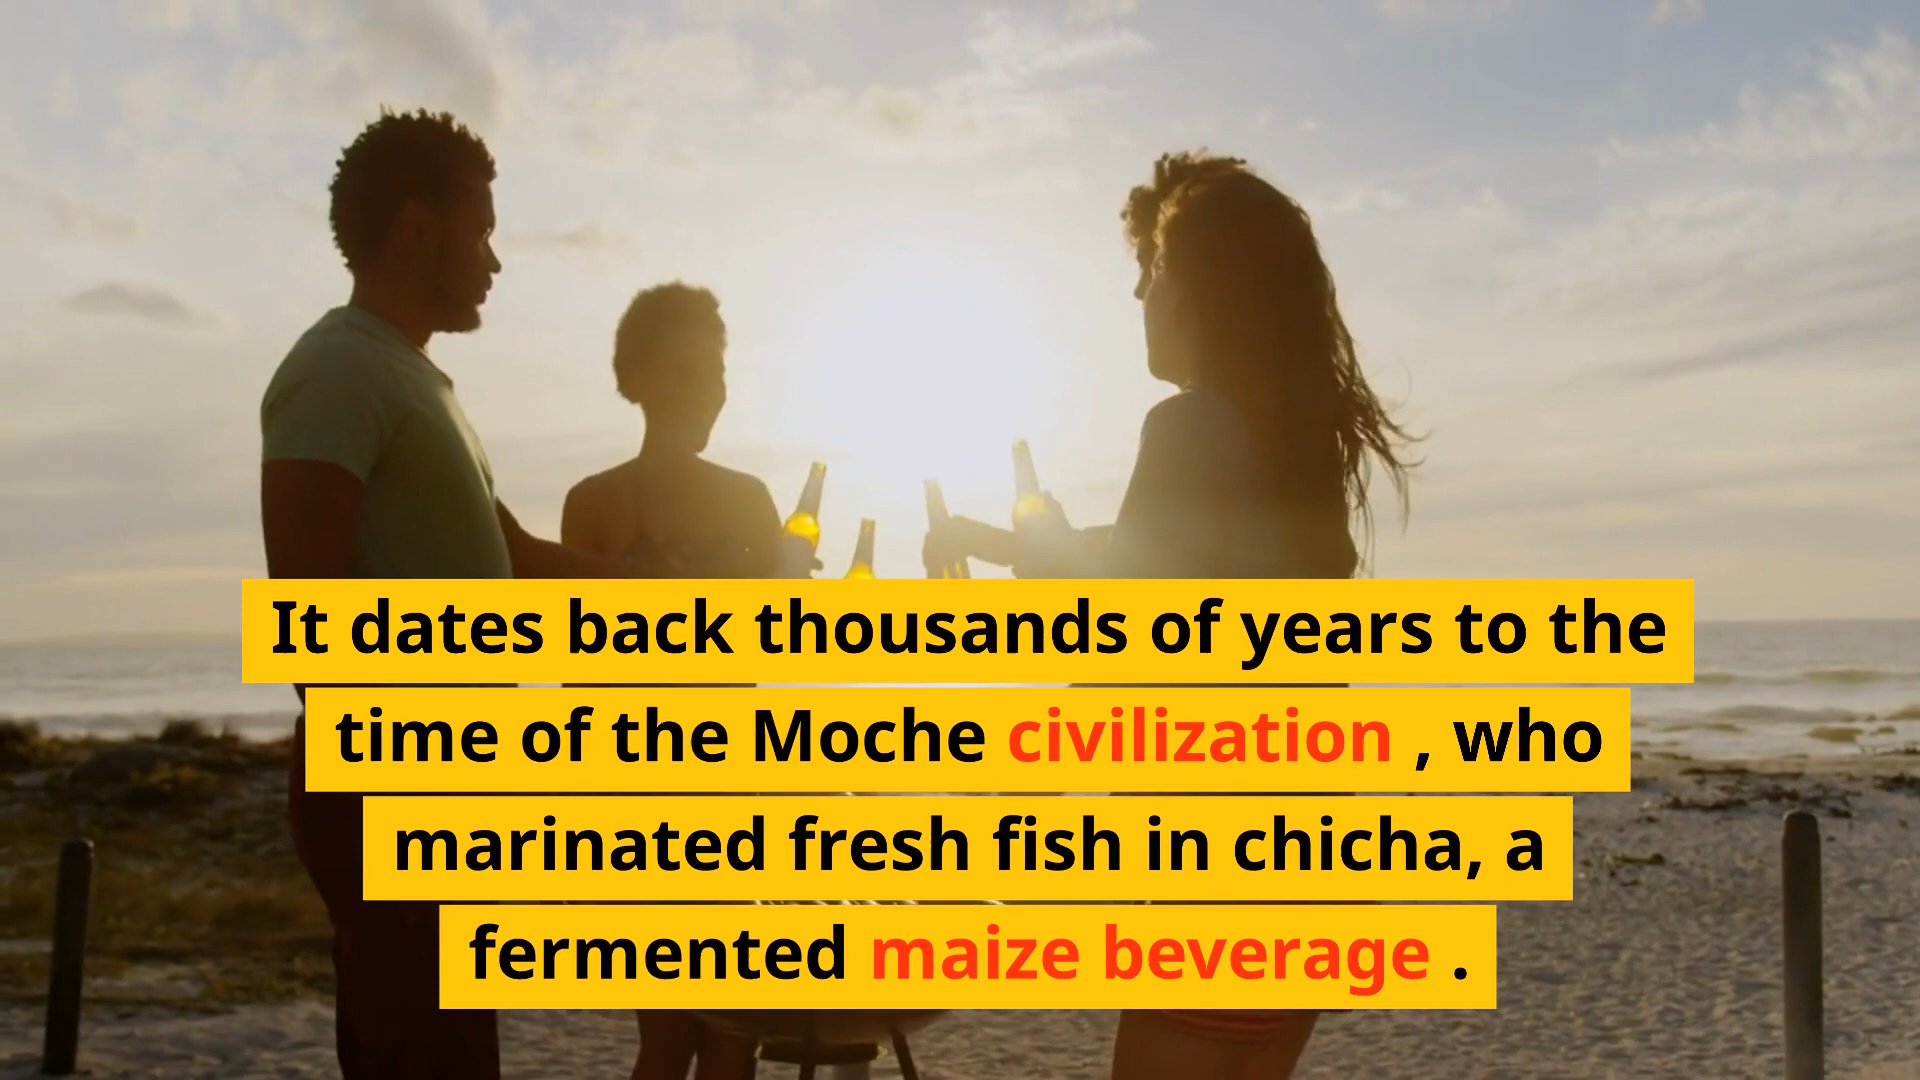 It dates back thousands of years to the
time of the Moche civilization , who
marinated fresh fish in chicha, a
fermented maize beverage .